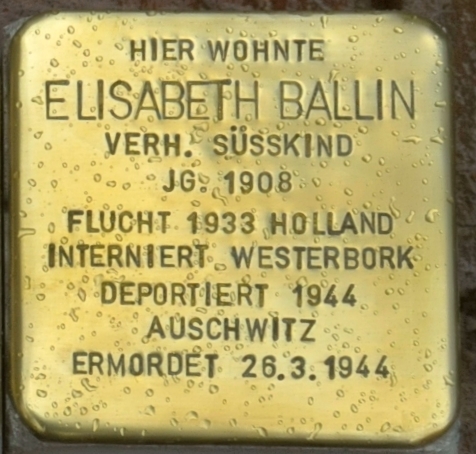 HIER WOHNTE
ELISABETH BALLIN
VERH. SÜSSKIND
JG. 1908
FLUCHT 1933 HOLLAND
INTERNIERT WESTERBORK
DEPORTIERT 1944
AUSCHWITZ
ERMORDET 26.3.1944